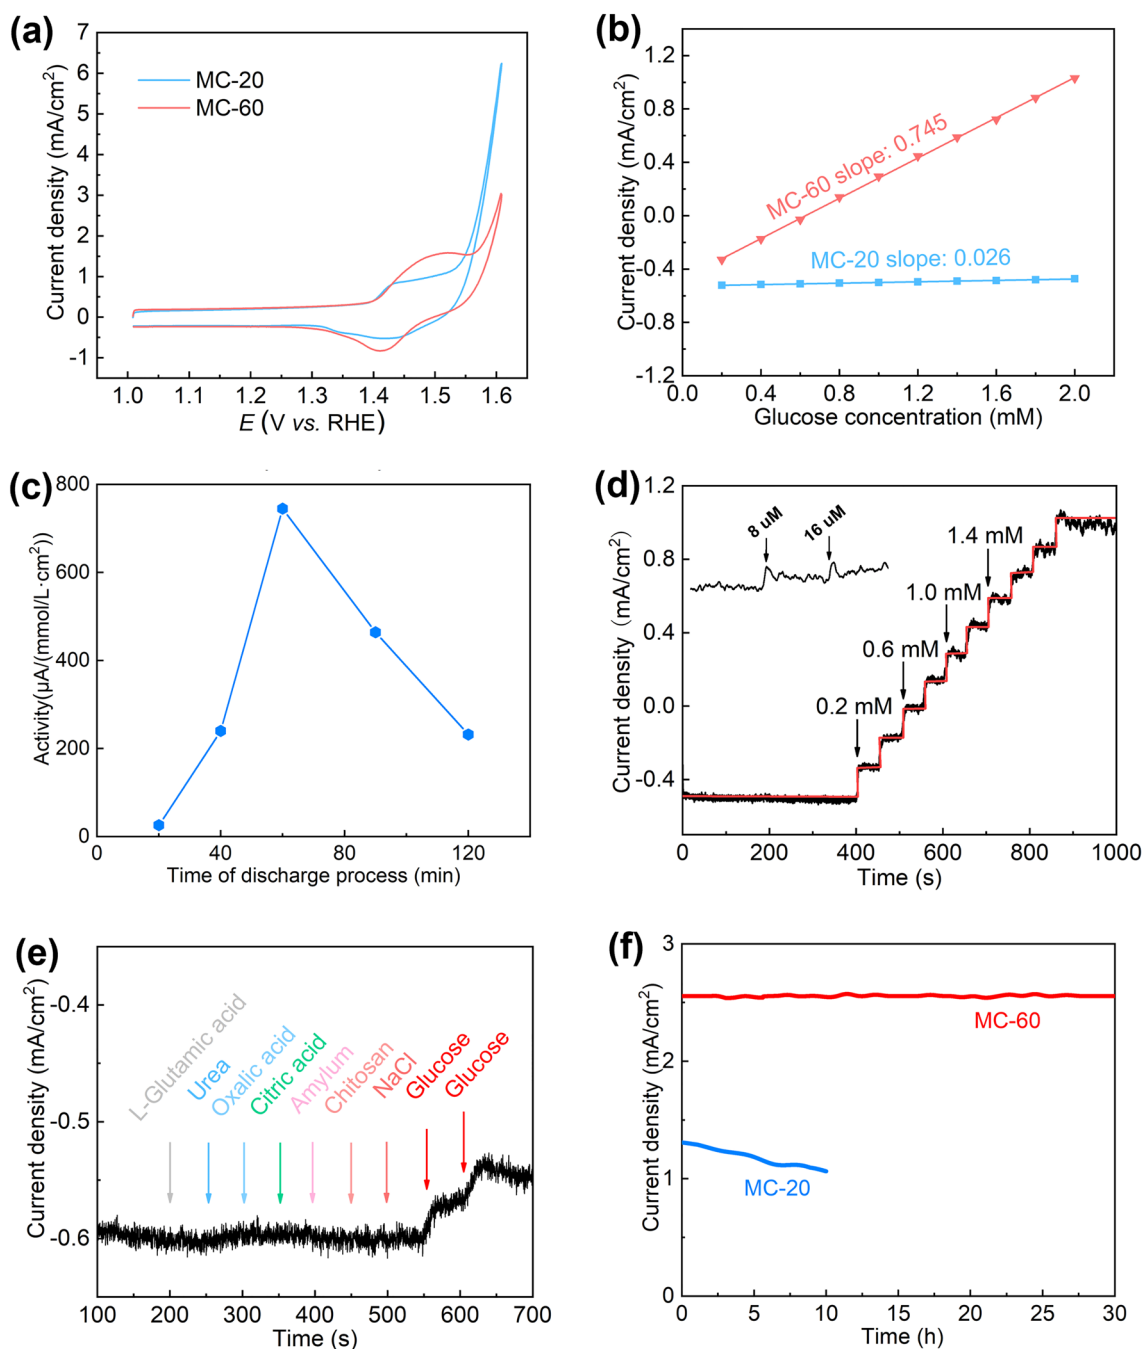 (a)
Current density (mA/cm²)
7
6
5
4
3
2
1
0
-1
MC-20
MC-60
1.0 1.1 1.2 1.3 1.4 1.5 1.6
E (V vs. RHE)
(b)
Current density (mA/cm²)
1.2
0.8
0.4
0.0
-0.4
-0.8
-1.2
MC-60 slope: 0.745
MC-20 slope: 0.026
0.0 0.4 0.8 1.2 1.6 2.0
Glucose concentration (mM)
(c)
Activity(μA/(mmol/L·cm²))
800
600
400
200
0
0 40 80 120
Time of discharge process (min)
(d)
Current density (mA/cm²)
1.2
0.8
0.4
0.0
-0.4
8 uM
16 uM
1.4 mM
1.0 mM
0.6 mM
0.2 mM
0 200 400 600 800 1000
Time (s)
(e)
Current density (mA/cm²)
-0.4
-0.5
-0.6
L-Glutamic acid
Urea
Oxalic acid
Citric acid
Amylum
Chitosan
NaCl
Glucose
Glucose
100 200 300 400 500 600 700
Time (s)
(f)
Current density (mA/cm²)
3
2
1
0
MC-60
MC-20
0 5 10 15 20 25 30
Time (h)